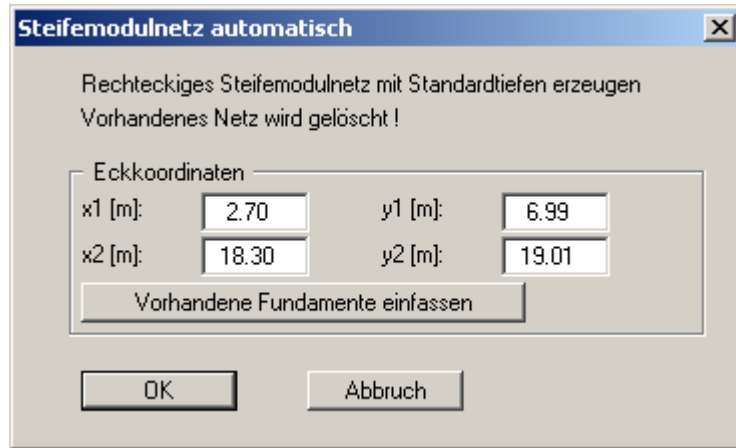 Steifemodulnetz automatisch
Rechteckiges Steifemodulnetz mit Standardtiefen erzeugen
Vorhandenes Netz wird gelöscht !
Eckkoordinaten
x1 [m]: 2.70 y1 [m]: 6.99
x2 [m]: 18.30 y2 [m]: 19.01
Vorhandene Fundamente einfassen
OK Abbruch